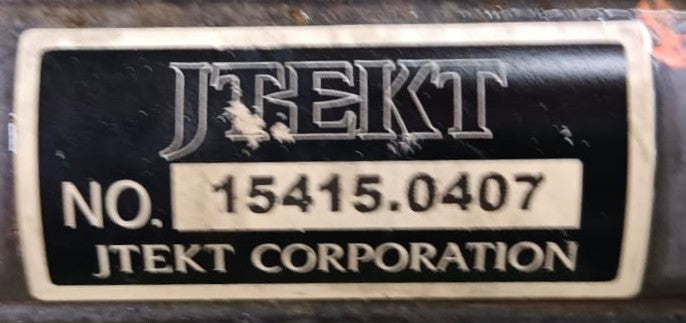 JTEKT
NO. 15415.0407
JTEKT CORPORATION